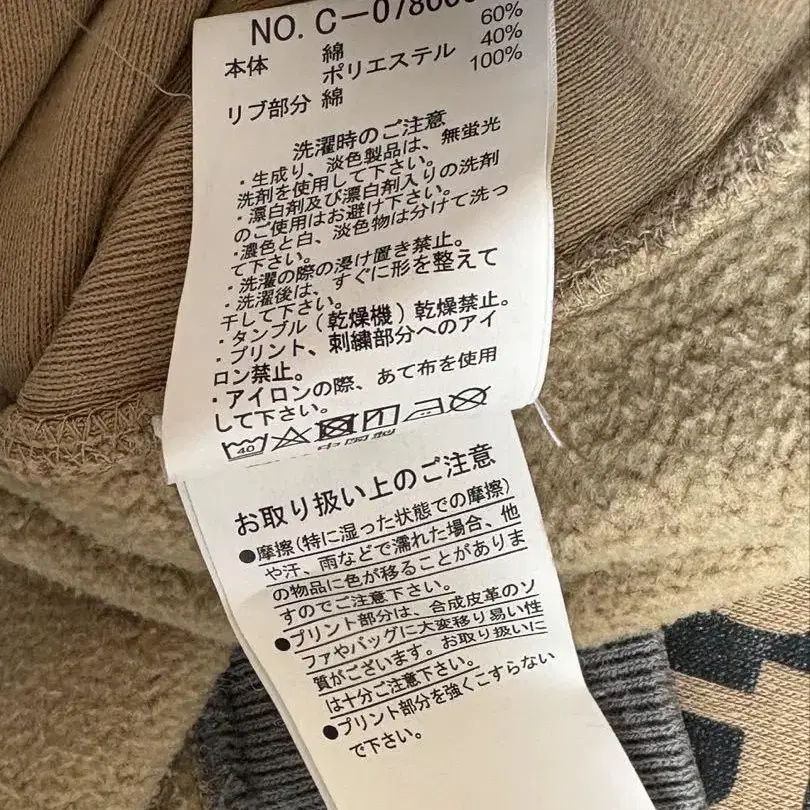 NO. C-07800
本体 綿 60%
ポリエステル 40%
リブ部分 綿 100%
洗濯時のご注意
・生成り、淡色製品は、無蛍光
洗剤を使用して下さい。
・漂白剤及び漂白剤入りの洗剤
のご使用はお避け下さい。
・濃色と白、淡色物は分けて洗っ
て下さい。
・洗濯の際の浸け置き禁止。
・洗濯後は、すぐに形を整えて
干して下さい。
・タンブル(乾燥機)乾燥禁止。
・プリント、刺繍部分へのアイ
ロン禁止。
・アイロンの際、あて布を使用
して下さい。
40
中国製
お取り扱い上のご注意
●摩擦(特に湿った状態での摩擦)
や汗、雨などで濡れた場合、他
の物品に色が移ることがありま
すのでご注意下さい。
●プリント部分は、合成皮革のソ
ファやバッグに大変移り易い性
質がございます。お取り扱いに
は十分ご注意下さい。
●プリント部分を強くこすらない
で下さい。